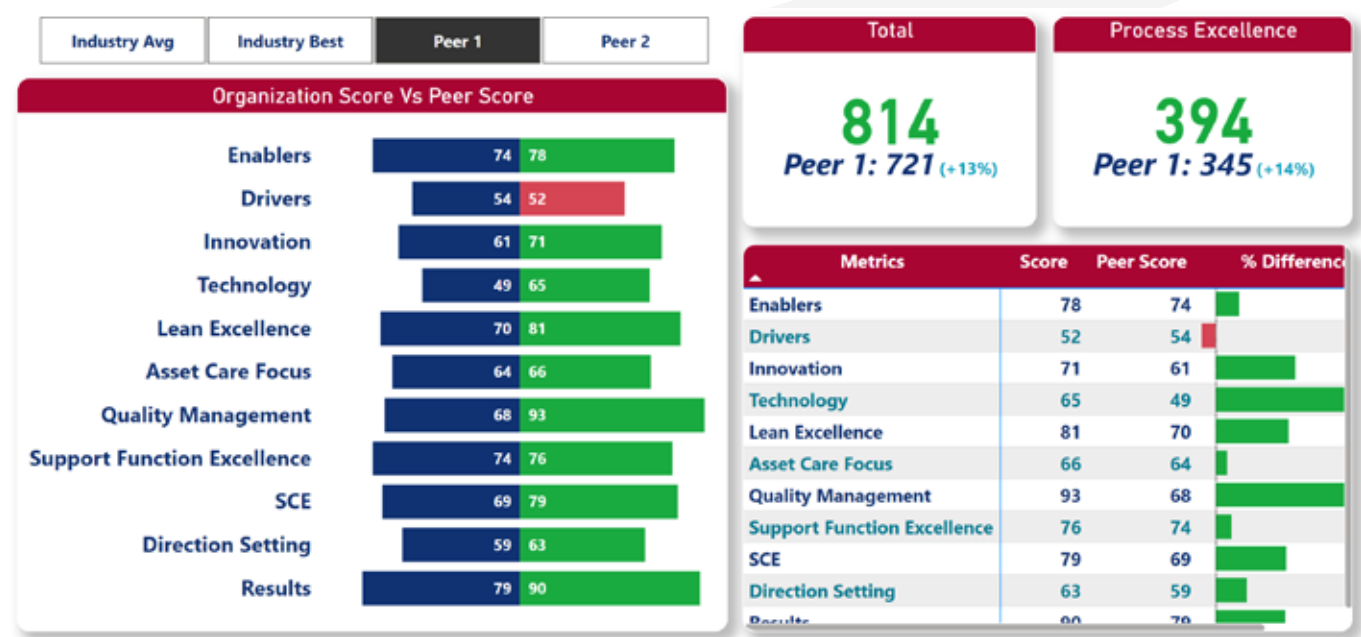 Industry Avg Industry Best Peer 1 Peer 2
Organization Score Vs Peer Score
Enablers 74 78
Drivers 54 52
Innovation 61 71
Technology 49 65
Lean Excellence 70 81
Asset Care Focus 64 66
Quality Management 68 93
Support Function Excellence 74 76
SCE 69 79
Direction Setting 59 63
Results 79 90
Total
814
Peer 1: 721 (+13%)
Process Excellence
394
Peer 1: 345 (+14%)
Metrics Score Peer Score % Difference
Enablers 78 74
Drivers 52 54
Innovation 71 61
Technology 65 49
Lean Excellence 81 70
Asset Care Focus 66 64
Quality Management 93 68
Support Function Excellence 76 74
SCE 79 69
Direction Setting 63 59
Results 90 79